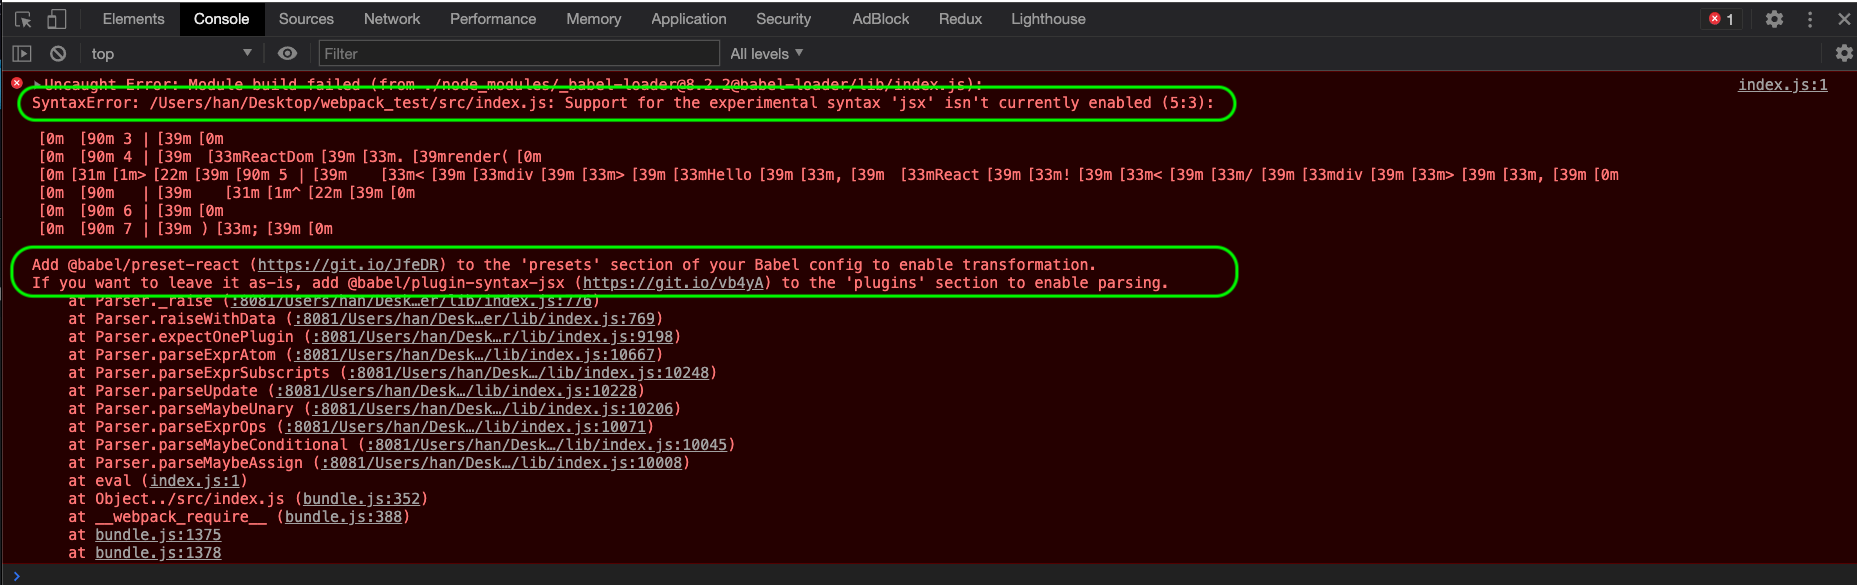 Elements Console Sources Network Performance Memory Application Security AdBlock Redux Lighthouse 1
top Filter All levels
Uncaught Error: Module build failed (from ./node_modules/_babel-loader@8.2.2@babel-loader/lib/index.js): index.js:1
SyntaxError: /Users/han/Desktop/webpack_test/src/index.js: Support for the experimental syntax 'jsx' isn't currently enabled (5:3):
[0m [90m 3 | [39m [0m
[0m [90m 4 | [39m [33mReactDom [39m [33m. [39mrender( [0m
[0m [31m [1m> [22m [39m [90m 5 | [39m [33m< [39m [33mdiv [39m [33m> [39m [33mHello [39m [33m, [39m [33mReact [39m [33m! [39m [33m< [39m [33m/ [39m [33mdiv [39m [33m> [39m [33m, [39m [0m
[0m [90m | [39m [31m [1m^ [22m [39m [0m
[0m [90m 6 | [39m [0m
[0m [90m 7 | [39m ) [33m; [39m [0m
Add @babel/preset-react (https://git.io/JfeDR) to the 'presets' section of your Babel config to enable transformation.
If you want to leave it as-is, add @babel/plugin-syntax-jsx (https://git.io/vb4yA) to the 'plugins' section to enable parsing.
at Parser._raise (:8081/Users/han/Desk…er/lib/index.js:776)
at Parser.raiseWithData (:8081/Users/han/Desk…er/lib/index.js:769)
at Parser.expectOnePlugin (:8081/Users/han/Desk…r/lib/index.js:9198)
at Parser.parseExprAtom (:8081/Users/han/Desk…/lib/index.js:10667)
at Parser.parseExprSubscripts (:8081/Users/han/Desk…/lib/index.js:10248)
at Parser.parseUpdate (:8081/Users/han/Desk…/lib/index.js:10228)
at Parser.parseMaybeUnary (:8081/Users/han/Desk…/lib/index.js:10206)
at Parser.parseExprOps (:8081/Users/han/Desk…/lib/index.js:10071)
at Parser.parseMaybeConditional (:8081/Users/han/Desk…/lib/index.js:10045)
at Parser.parseMaybeAssign (:8081/Users/han/Desk…/lib/index.js:10008)
at eval (index.js:1)
at Object../src/index.js (bundle.js:352)
at __webpack_require__ (bundle.js:388)
at bundle.js:1375
at bundle.js:1378